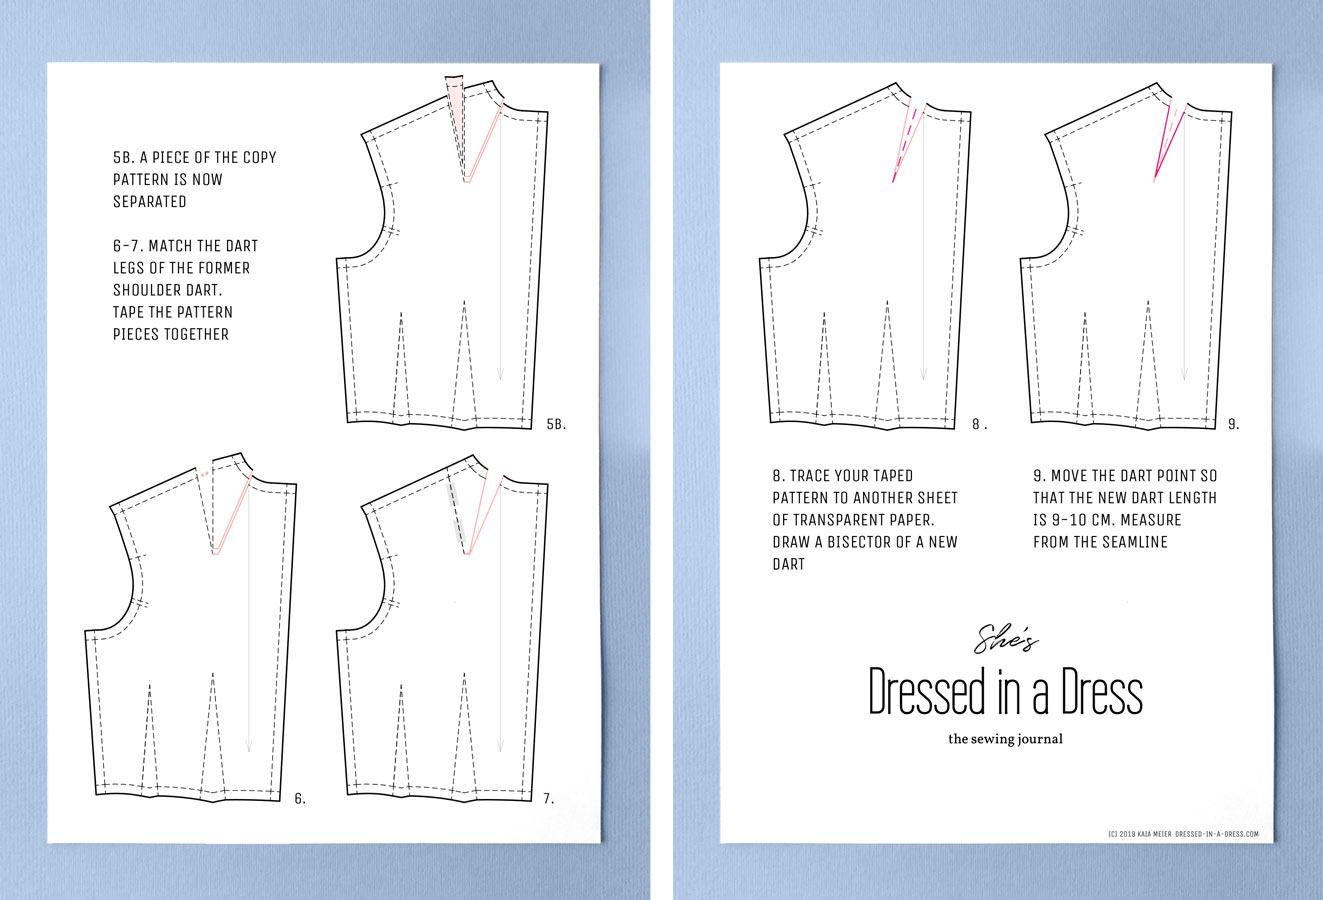 5B. A PIECE OF THE COPY
PATTERN IS NOW
SEPARATED
6-7. MATCH THE DART
LEGS OF THE FORMER
SHOULDER DART.
TAPE THE PATTERN
PIECES TOGETHER
5B.
6.
7.
8.
9.
8. TRACE YOUR TAPED
PATTERN TO ANOTHER SHEET
OF TRANSPARENT PAPER.
DRAW A BISECTOR OF A NEW
DART
9. MOVE THE DART POINT SO
THAT THE NEW DART LENGTH
IS 9-10 CM. MEASURE
FROM THE SEAMLINE
She's
Dressed in a Dress
the sewing journal
(C) 2019 KAIA MEIER DRESSED-IN-A-DRESS.COM